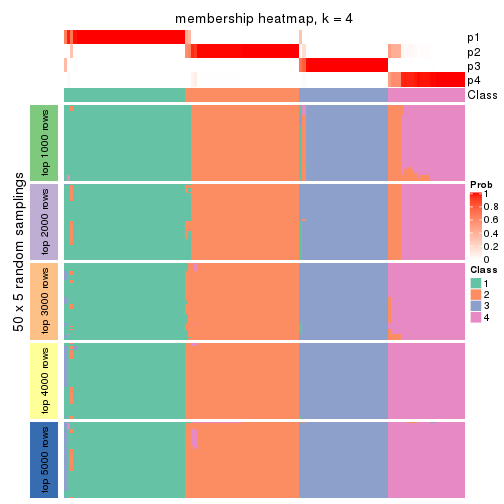 membership heatmap, k = 4
p1
p2
p3
p4
Class
50 x 5 random samplings
top 1000 rows
top 2000 rows
top 3000 rows
top 4000 rows
top 5000 rows
Prob
1
0.8
0.6
0.4
0.2
0
Class
1
2
3
4